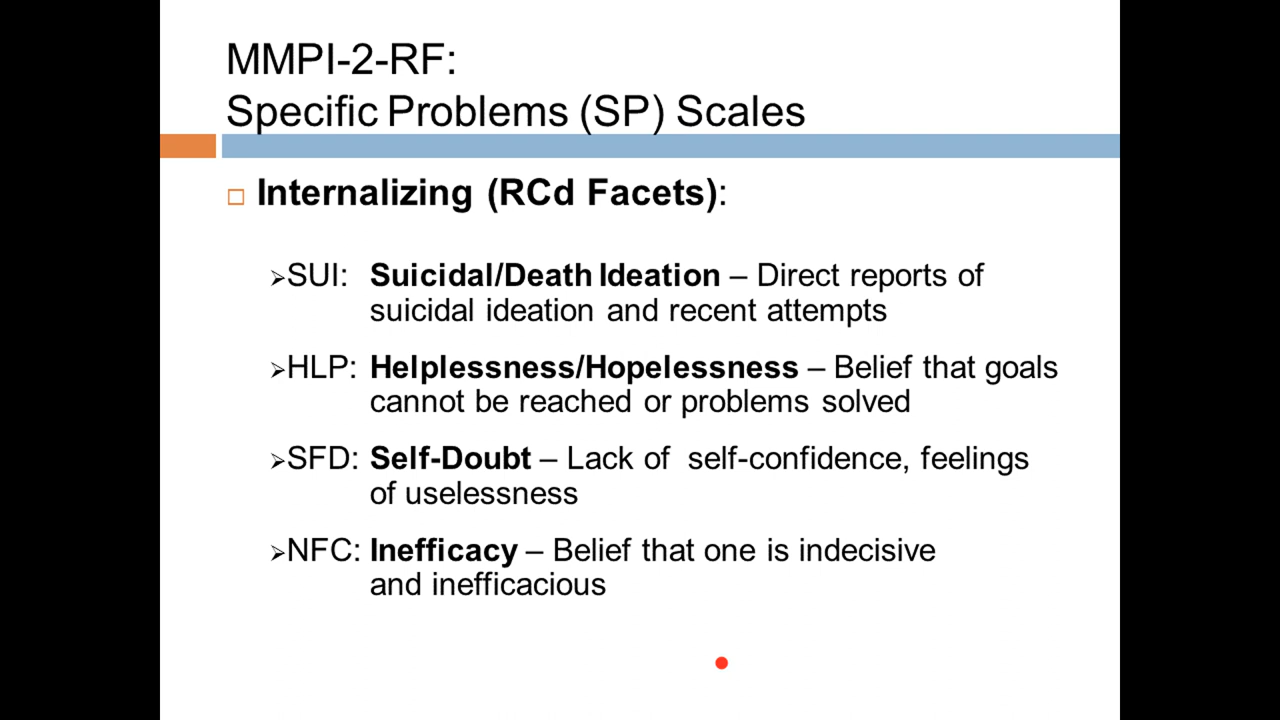 MMPI-2-RF:
Specific Problems (SP) Scales
Internalizing (RCd Facets):
SUI: Suicidal/Death Ideation – Direct reports of
suicidal ideation and recent attempts
HLP: Helplessness/Hopelessness – Belief that goals
cannot be reached or problems solved
SFD: Self-Doubt – Lack of self-confidence, feelings
of uselessness
NFC: Inefficacy – Belief that one is indecisive
and inefficacious